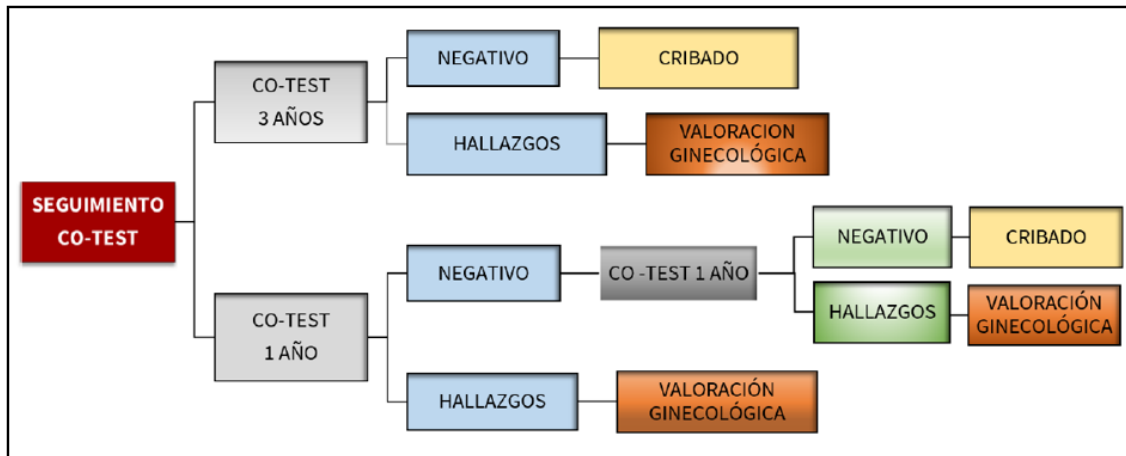 SEGUIMIENTO
CO-TEST
CO-TEST
3 AÑOS
NEGATIVO
CRIBADO
HALLAZGOS
VALORACION
GINECOLÓGICA
CO-TEST
1 AÑO
NEGATIVO
CO -TEST 1 AÑO
NEGATIVO
CRIBADO
HALLAZGOS
VALORACIÓN
GINECOLÓGICA
HALLAZGOS
VALORACIÓN
GINECOLÓGICA